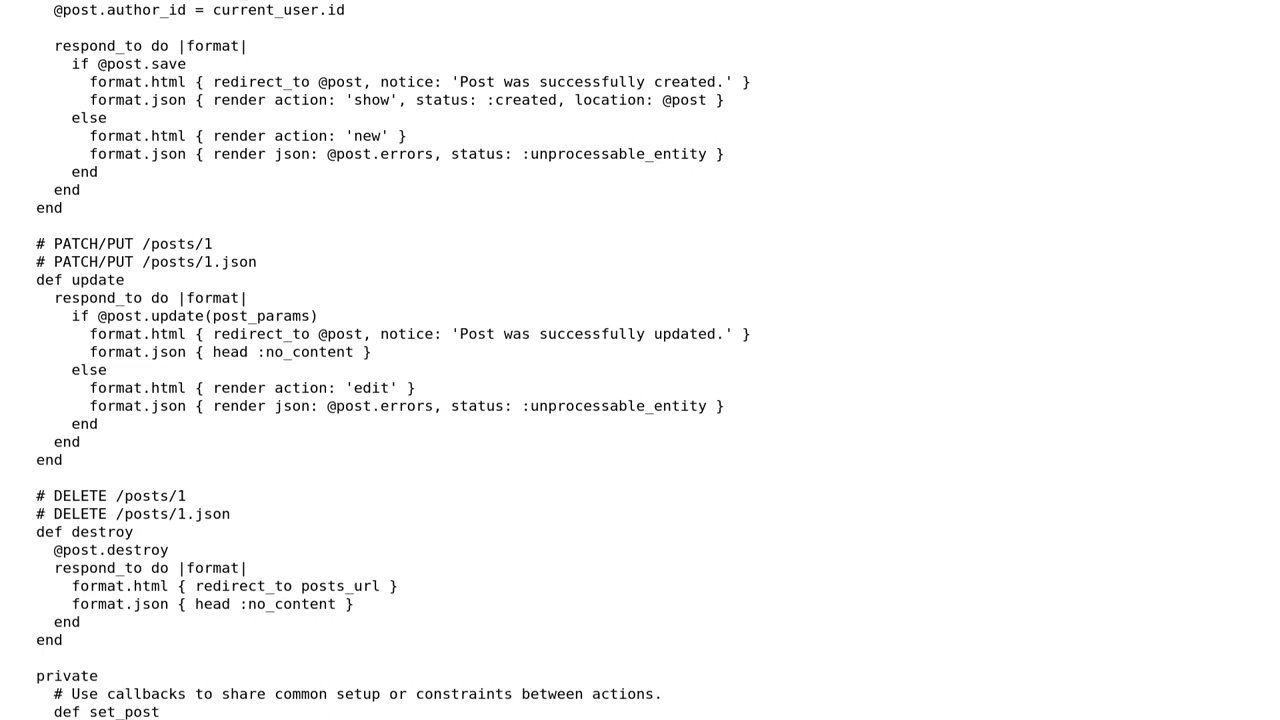 @post.author_id = current_user.id
respond_to do |format|
if @post.save
format.html { redirect_to @post, notice: 'Post was successfully created.' }
format.json { render action: 'show', status: :created, location: @post }
else
format.html { render action: 'new' }
format.json { render json: @post.errors, status: :unprocessable_entity }
end
end
end
# PATCH/PUT /posts/1
# PATCH/PUT /posts/1.json
def update
respond_to do |format|
if @post.update(post_params)
format.html { redirect_to @post, notice: 'Post was successfully updated.' }
format.json { head :no_content }
else
format.html { render action: 'edit' }
format.json { render json: @post.errors, status: :unprocessable_entity }
end
end
end
# DELETE /posts/1
# DELETE /posts/1.json
def destroy
@post.destroy
respond_to do |format|
format.html { redirect_to posts_url }
format.json { head :no_content }
end
end
private
# Use callbacks to share common setup or constraints between actions.
def set_post